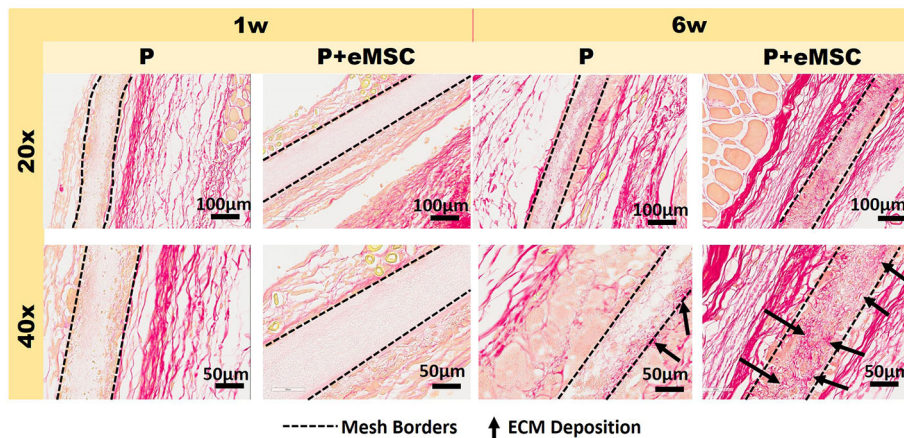 1w 6w
P P+eMSC P P+eMSC
20x
100μm 100μm 100μm 100μm
40x
50μm 50μm 50μm 50μm
Mesh Borders ECM Deposition